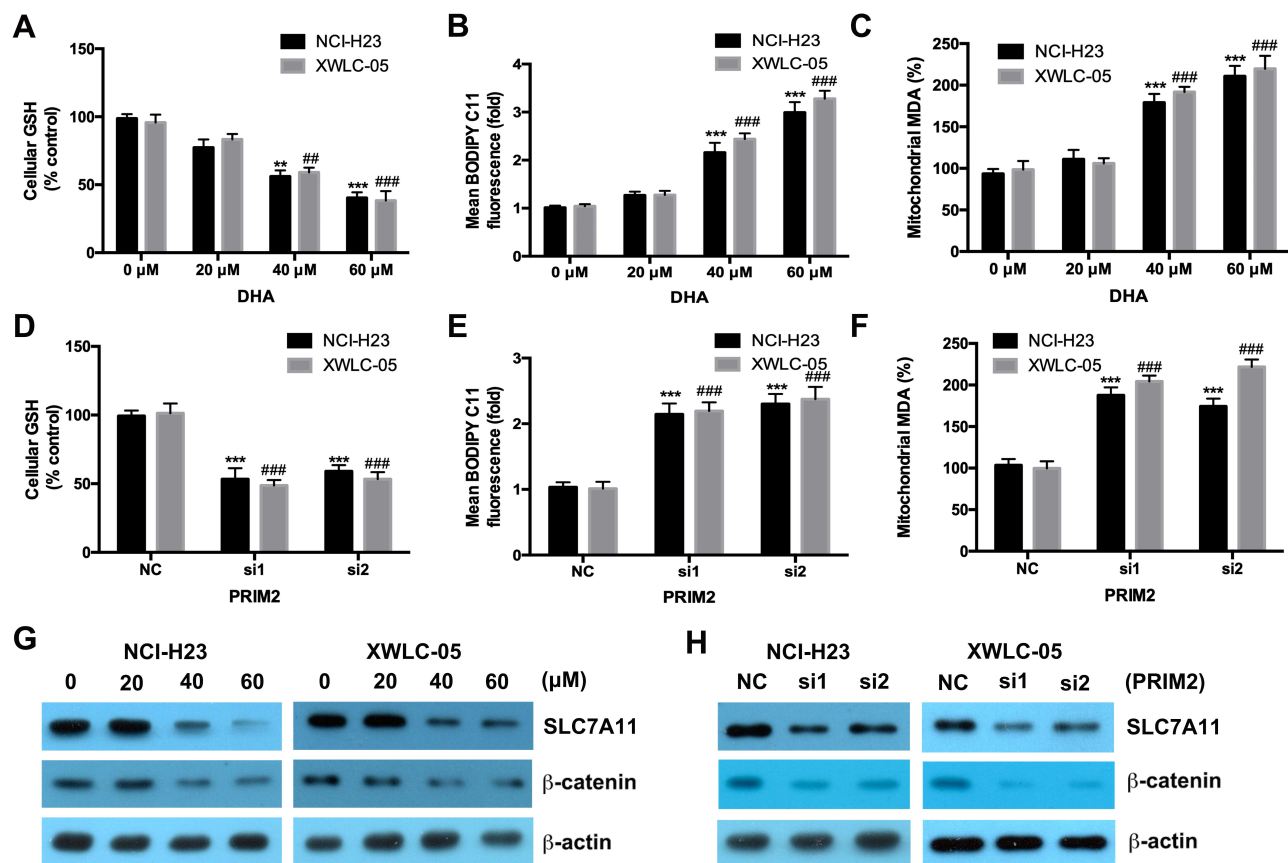 A
NCI-H23
XWLC-05
Cellular GSH
(% control)
150
100
50
0
** ## *** ###
0 µM 20 µM 40 µM 60 µM
DHA
B
NCI-H23
XWLC-05
Mean BODIPY C11
fluorescence (fold)
4
3
2
1
0
*** ### *** ###
0 µM 20 µM 40 µM 60 µM
DHA
C
NCI-H23
XWLC-05
Mitochondrial MDA (%)
250
200
150
100
50
0
*** ### *** ###
0 µM 20 µM 40 µM 60 µM
DHA
D
NCI-H23
XWLC-05
Cellular GSH
(% control)
150
100
50
0
*** ### *** ###
NC si1 si2
PRIM2
E
NCI-H23
XWLC-05
Mean BODIPY C11
fluorescence (fold)
3
2
1
0
*** ### *** ###
NC si1 si2
PRIM2
F
NCI-H23
XWLC-05
Mitochondrial MDA (%)
250
200
150
100
50
0
*** ### *** ###
NC si1 si2
PRIM2
G
NCI-H23 XWLC-05
0 20 40 60 0 20 40 60 (µM)
SLC7A11
β-catenin
β-actin
H
NCI-H23 XWLC-05
NC si1 si2 NC si1 si2 (PRIM2)
SLC7A11
β-catenin
β-actin